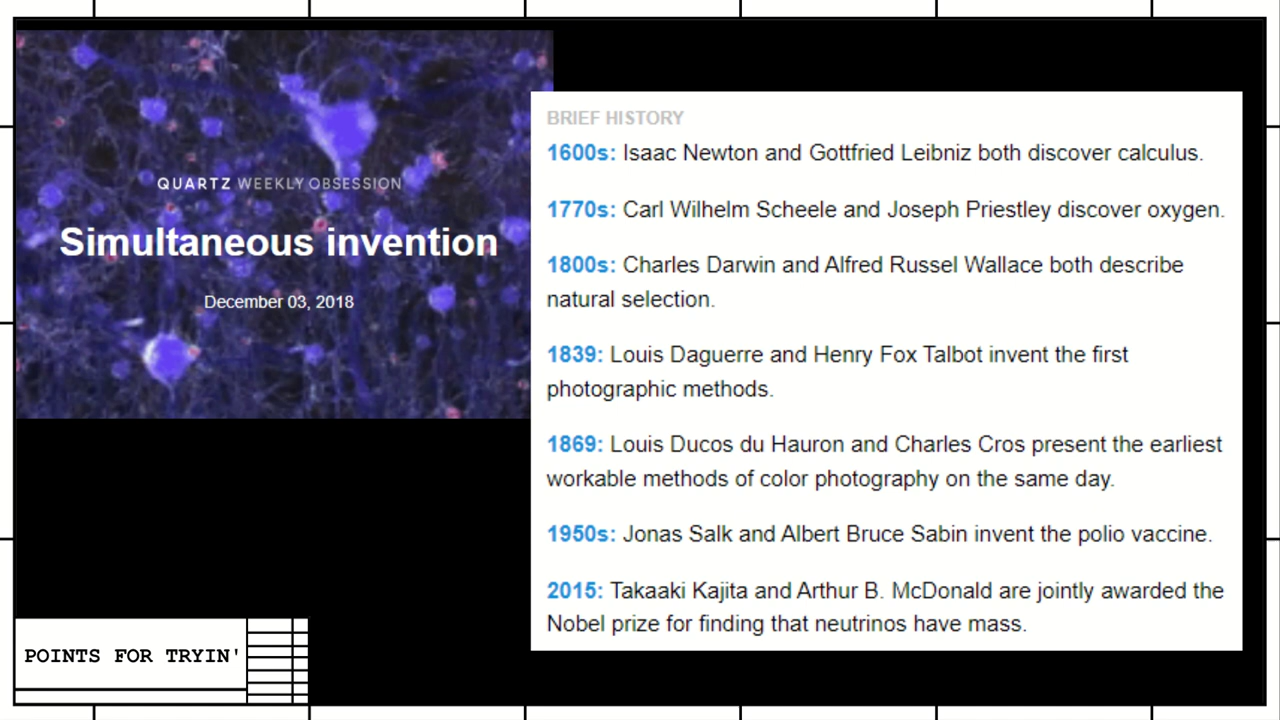 QUARTZ WEEKLY OBSESSION
Simultaneous invention
December 03, 2018
BRIEF HISTORY
1600s: Isaac Newton and Gottfried Leibniz both discover calculus.
1770s: Carl Wilhelm Scheele and Joseph Priestley discover oxygen.
1800s: Charles Darwin and Alfred Russel Wallace both describe
natural selection.
1839: Louis Daguerre and Henry Fox Talbot invent the first
photographic methods.
1869: Louis Ducos du Hauron and Charles Cros present the earliest
workable methods of color photography on the same day.
1950s: Jonas Salk and Albert Bruce Sabin invent the polio vaccine.
2015: Takaaki Kajita and Arthur B. McDonald are jointly awarded the
Nobel prize for finding that neutrinos have mass.
POINTS FOR TRYIN'